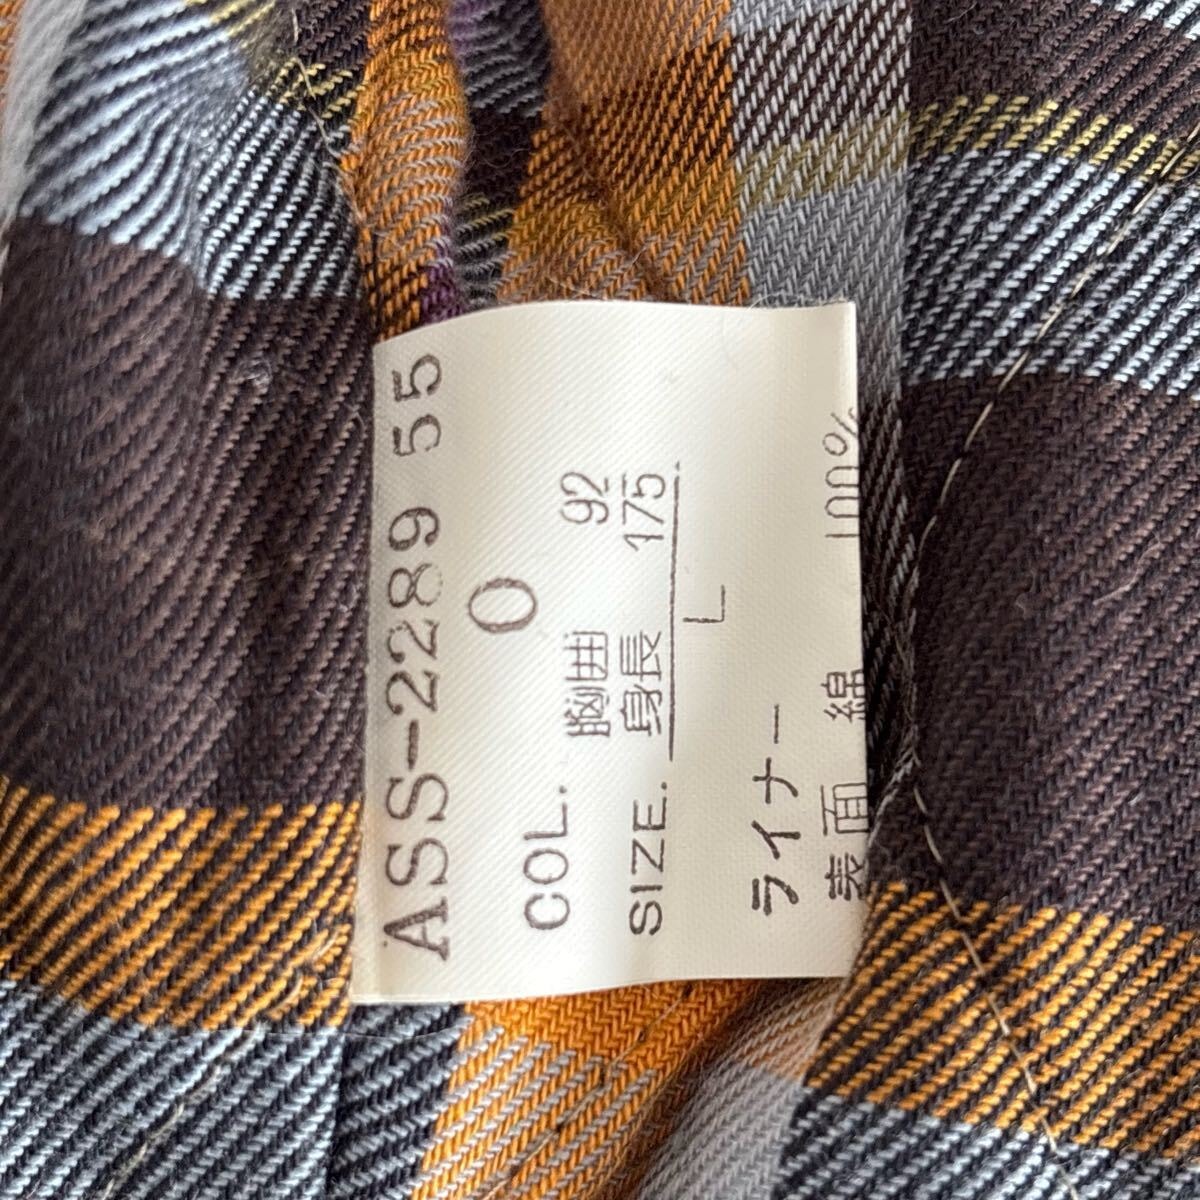 ASS-2289 55
COL. O
胸囲 92
身長 175
SIZE. L
ライナー
表面 綿 100%